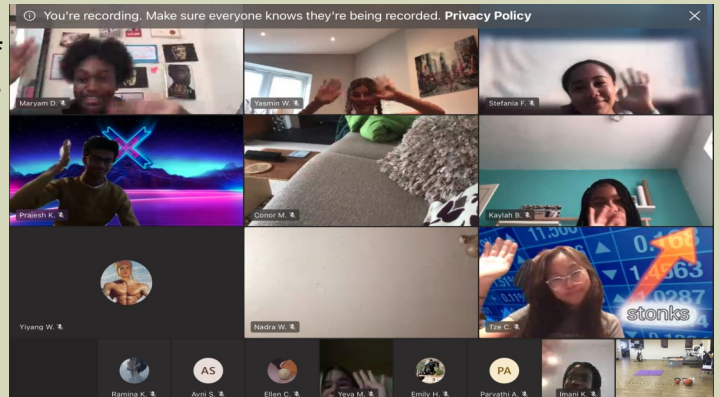 You're recording. Make sure everyone knows they're being recorded. Privacy Policy
Maryam D.
Yasmin W.
Stefania F.
Prajesh K.
Conor M.
Kaylah B.
Yiyang W.
Nadra W.
Tze C.
stonks
AS
PA
Ramina K.
Avni S.
Ellen C.
Yeva M.
Emily H.
Parvathi A.
Imani K.